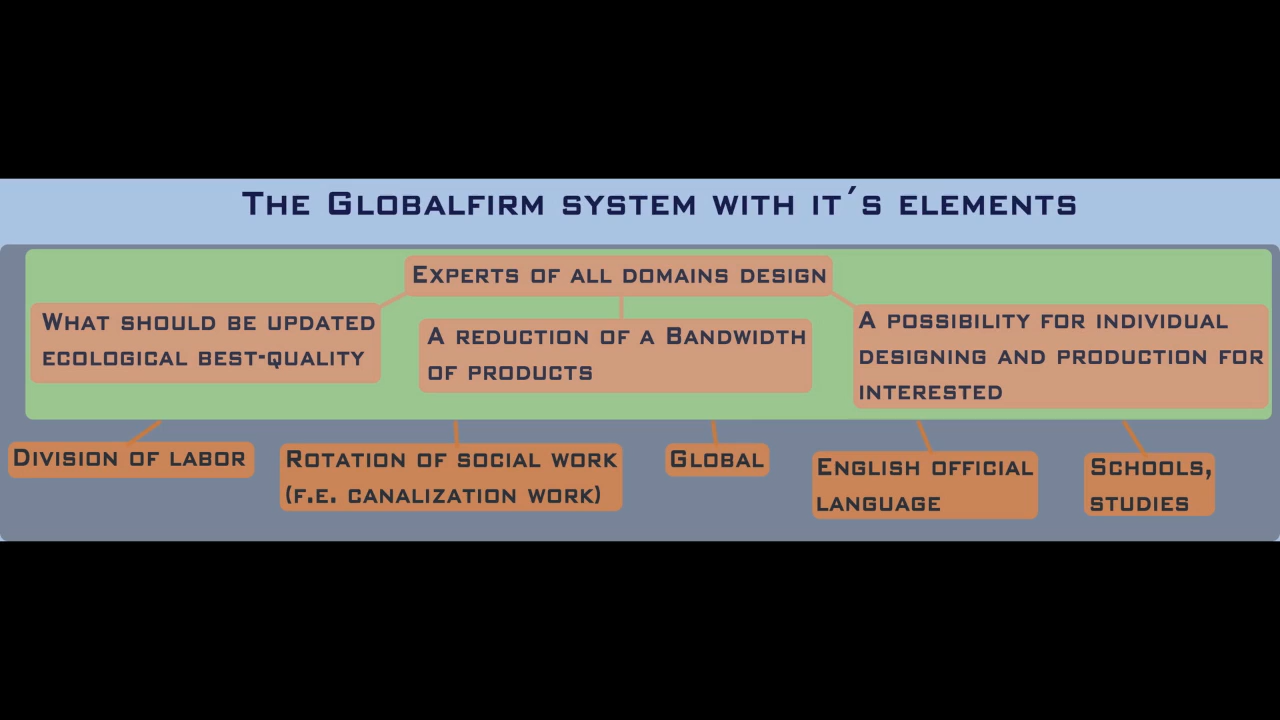 The Globalfirm system with it´s elements
Experts of all domains design
What should be updated
ecological best-quality
A reduction of a Bandwidth
of products
A possibility for individual
designing and production for
interested
Division of labor
Rotation of social work
(f.e. canalization work)
Global
English official
language
Schools,
studies